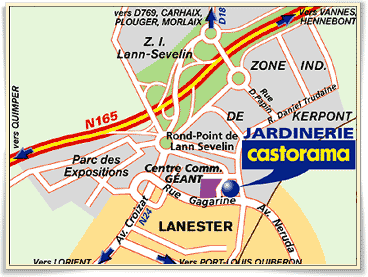 vers D769, CARHAIX,
PLOUGER, MORLAIX
D18
vers VANNES,
HENNEBONT
Z. I.
Lann-Sevelin
ZONE IND.
Rue
D.Papin
R. Daniel Trudaine
vers QUIMPER
N165
DE KERPONT
Rond-Point de
Lann Sevelin
JARDINERIE
castorama
Parc des
Expositions
Centre Comm.
GÉANT
Rue Gagarine
Av. Croizat
N24
LANESTER
Av. Neruda
Vers LORIENT
Vers PORT-LOUIS QUIBERON